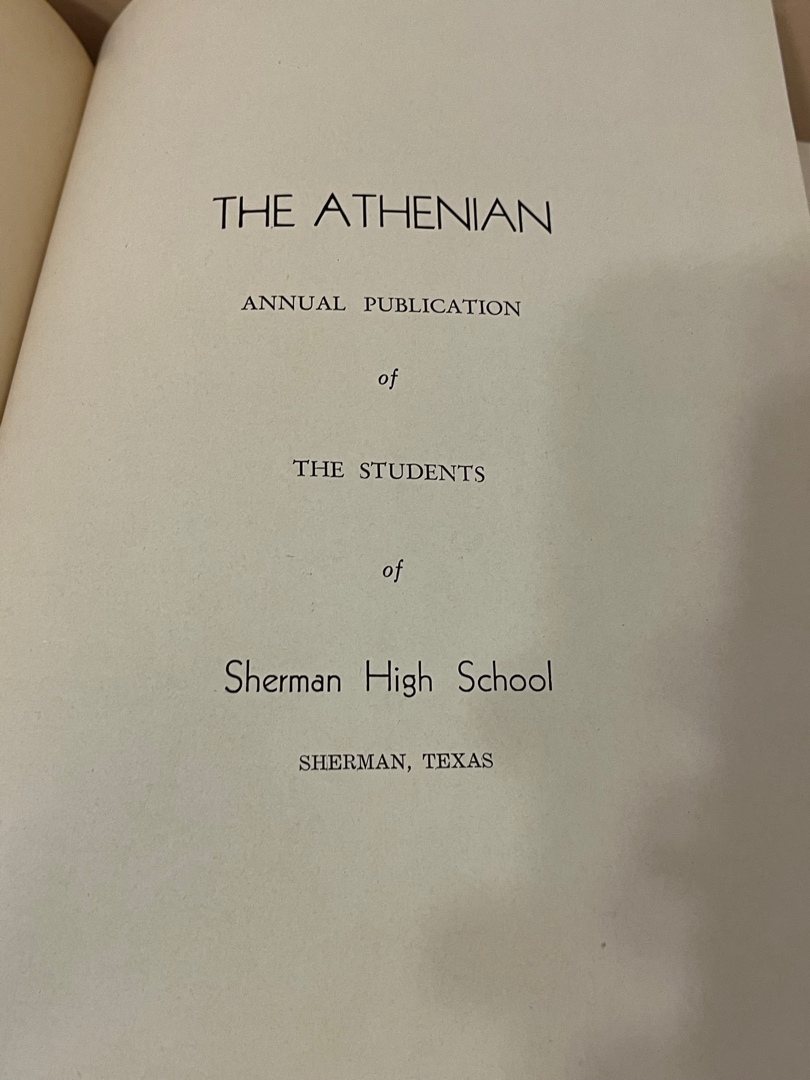 THE ATHENIAN
ANNUAL PUBLICATION
of
THE STUDENTS
of
Sherman High School
SHERMAN, TEXAS